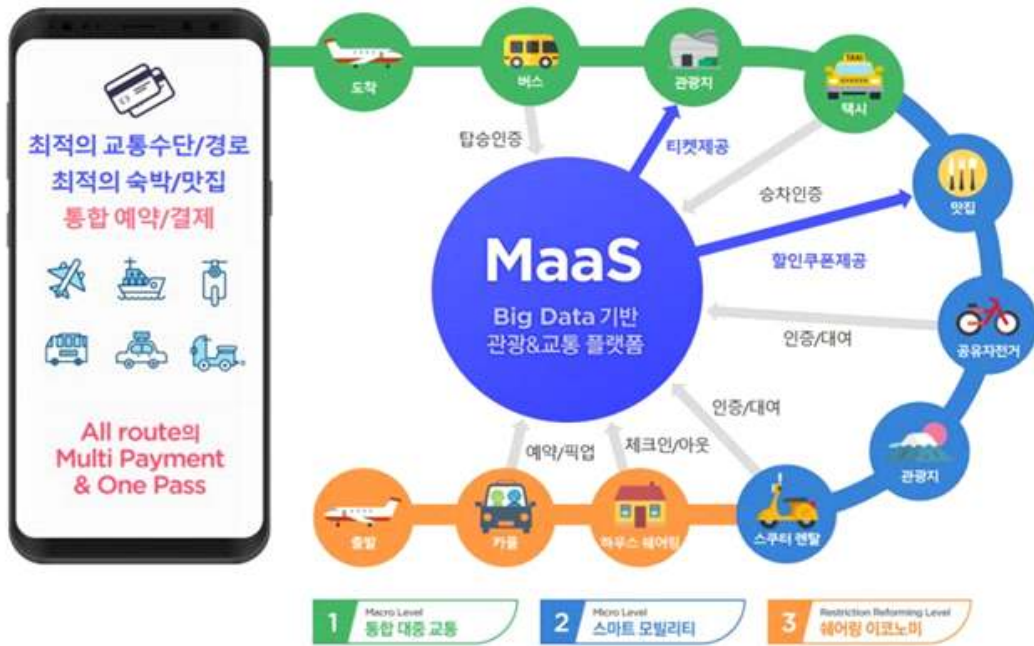 최적의 교통수단/경로
최적의 숙박/맛집
통합 예약/결제
All route의
Multi Payment
& One Pass
도착
버스
관광지
택시
탑승인증
티켓제공
승차인증
맛집
MaaS
Big Data 기반
관광&교통 플랫폼
할인쿠폰제공
인증/대여
공유자전거
인증/대여
관광지
예약/픽업
체크인/아웃
출발
카풀
하우스 쉐어링
스쿠터 렌탈
1
Macro Level
통합 대중 교통
2
Micro Level
스마트 모빌리티
3
Restriction Reforming Level
쉐어링 이코노미